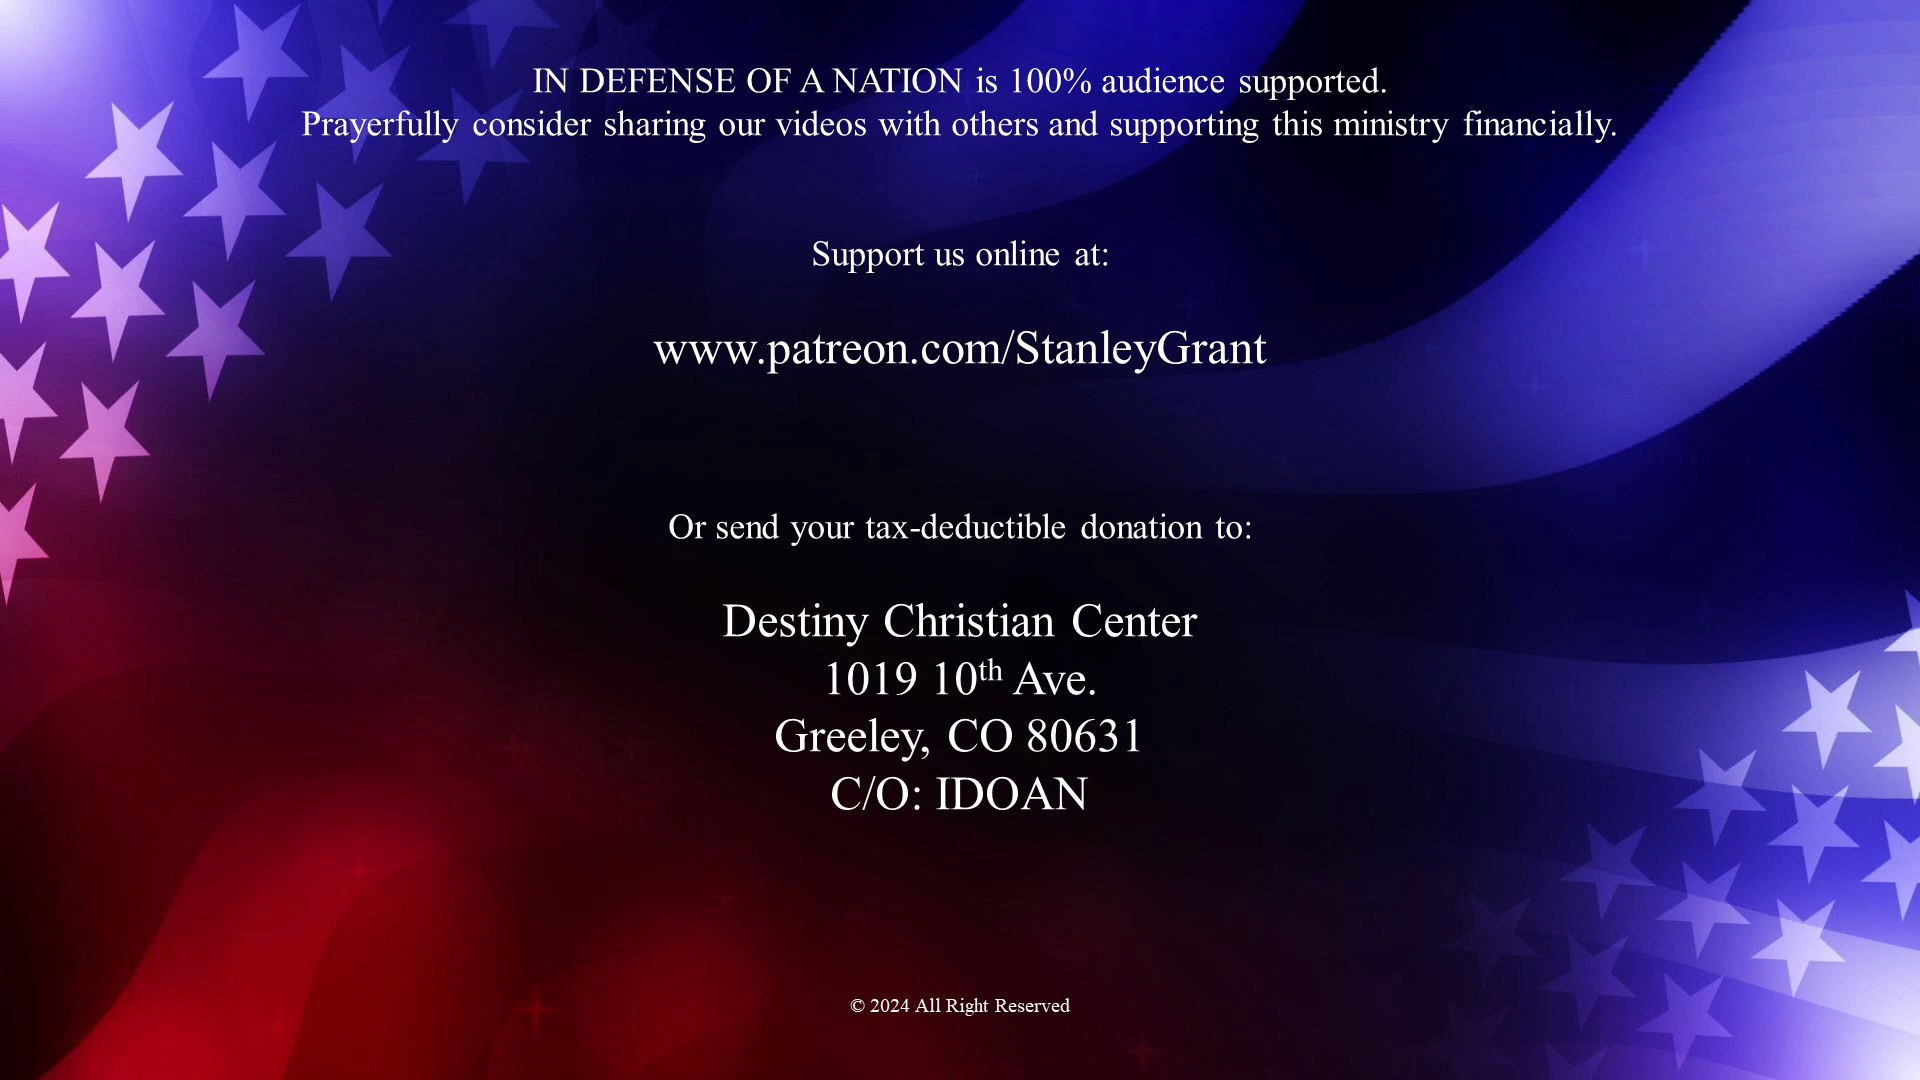 IN DEFENSE OF A NATION is 100% audience supported.
Prayerfully consider sharing our videos with others and supporting this ministry financially.
Support us online at:
www.patreon.com/StanleyGrant
Or send your tax-deductible donation to:
Destiny Christian Center
1019 10th Ave.
Greeley, CO 80631
C/O: IDOAN
© 2024 All Right Reserved